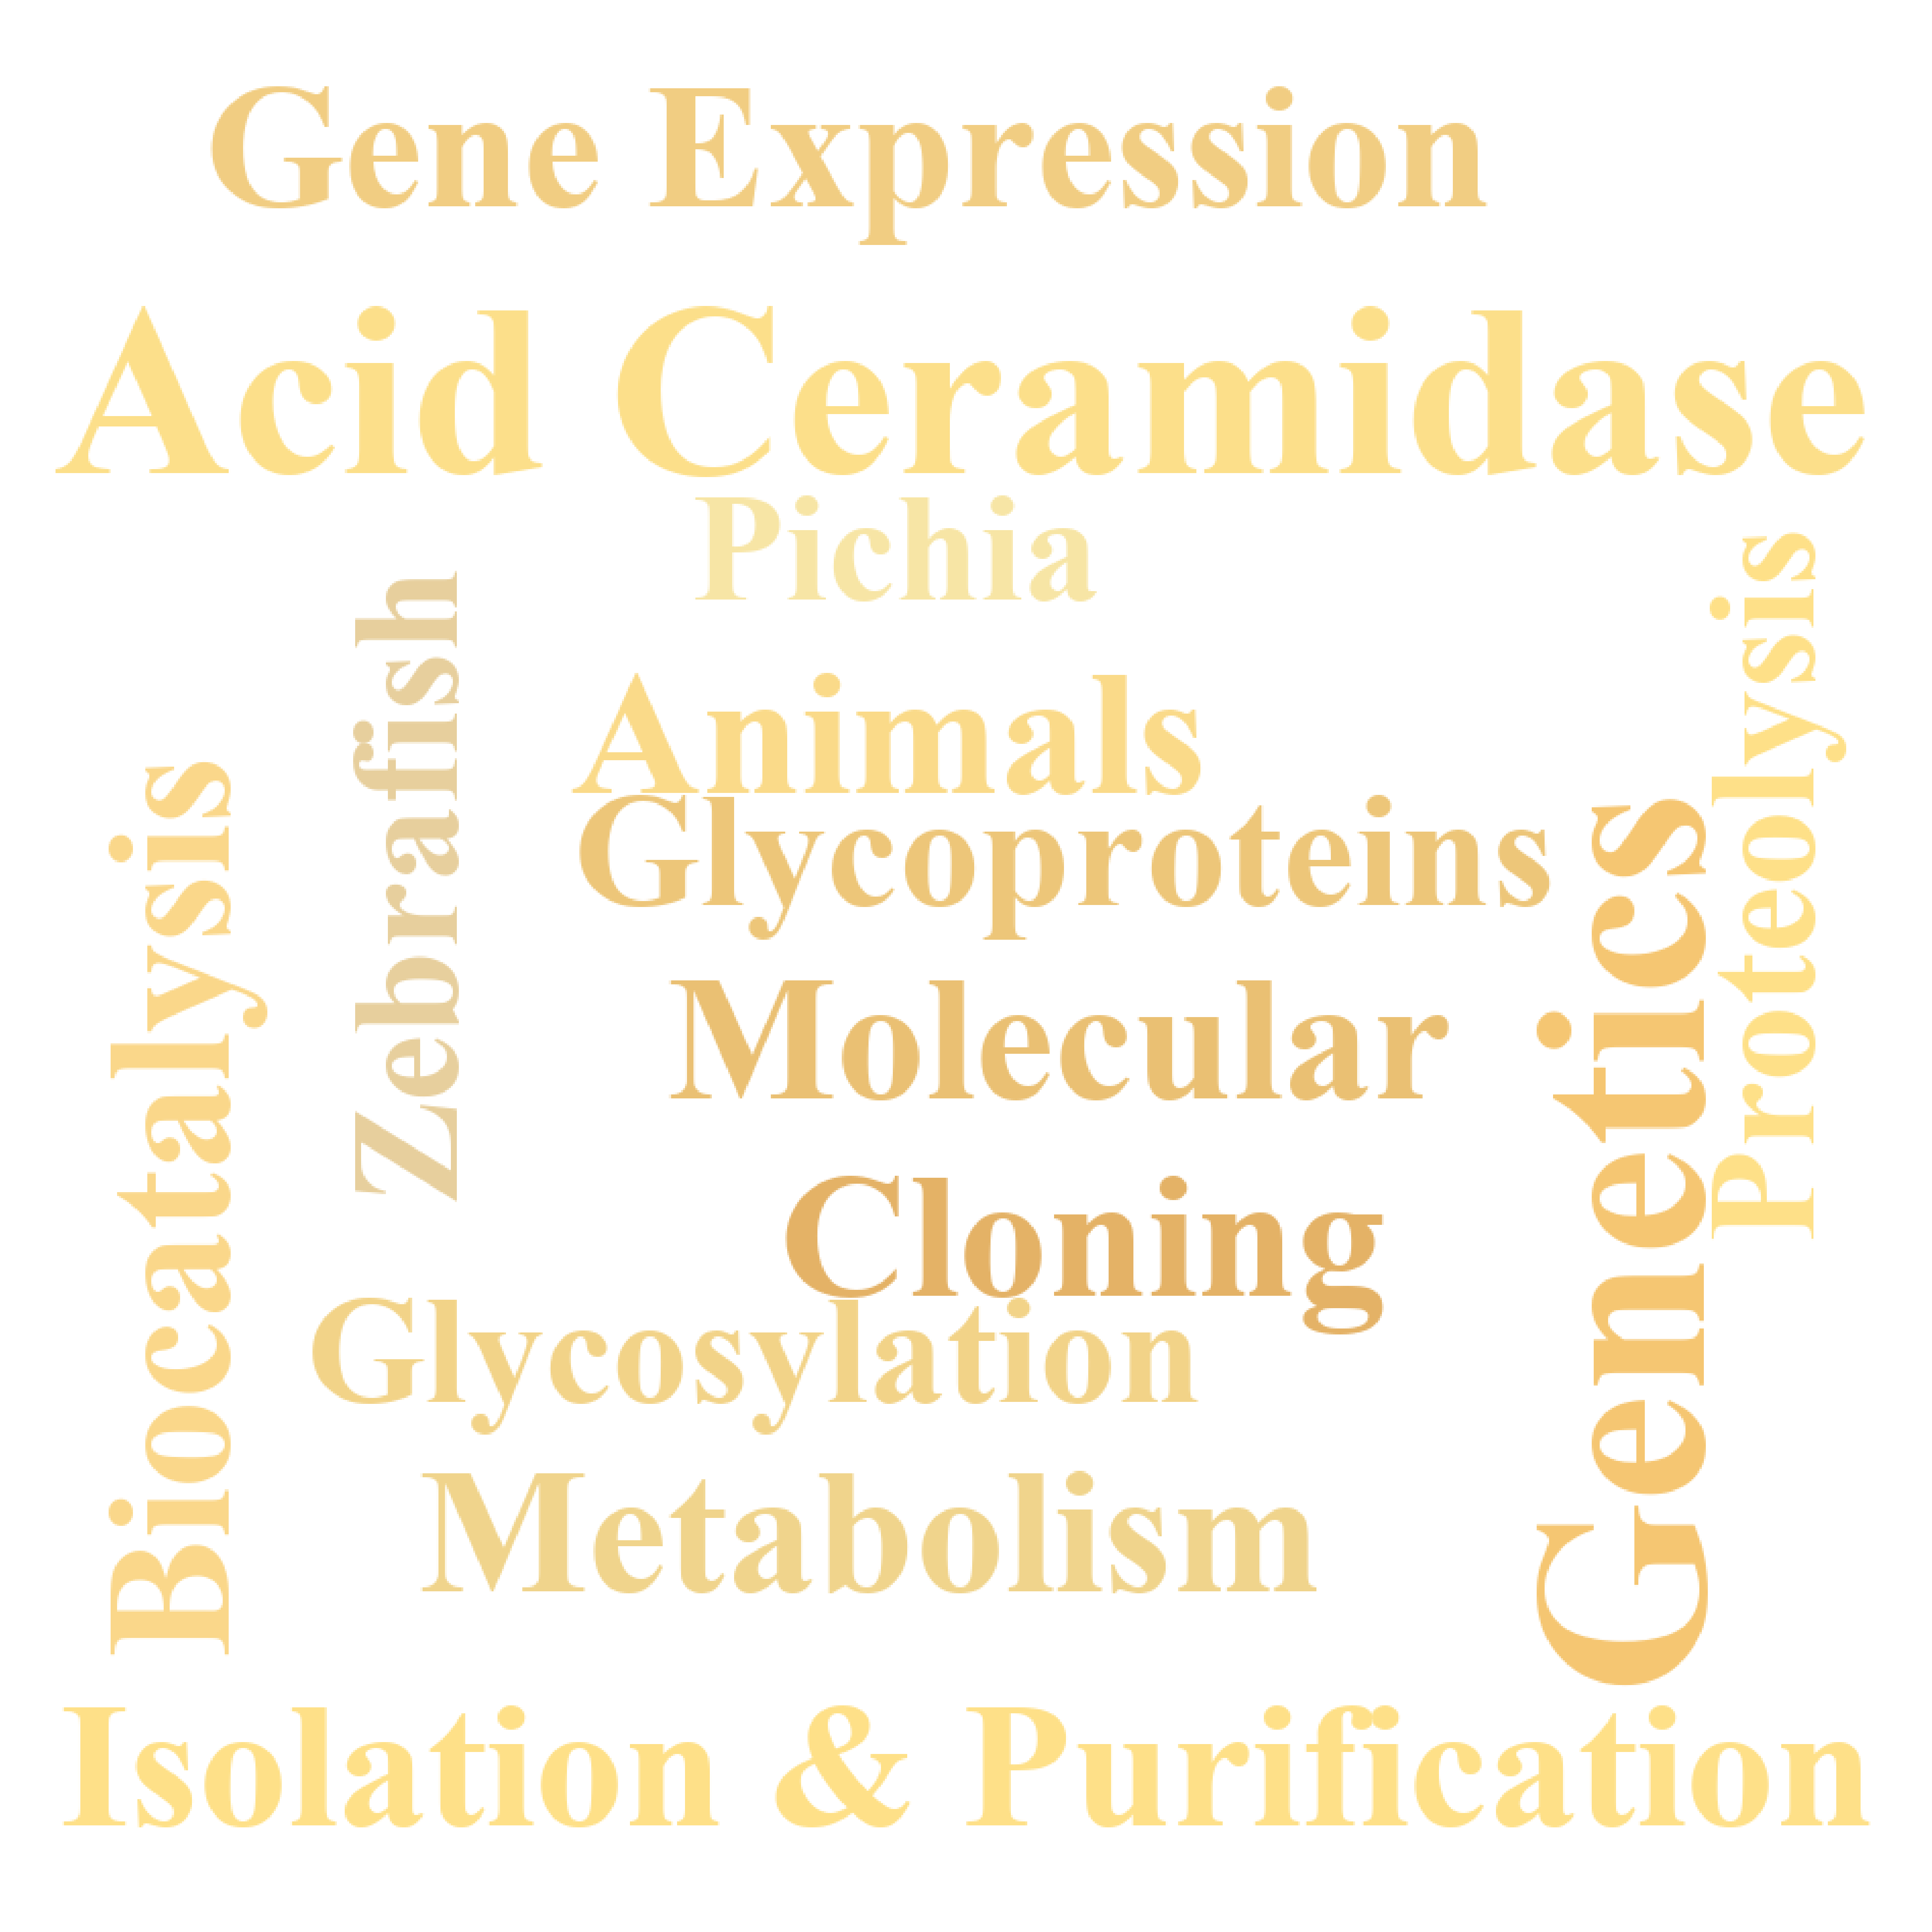 Gene Expression
Acid Ceramidase
Pichia
Zebrafish
Animals
Proteolysis
Biocatalysis
Glycoproteins
Genetics
Molecular
Cloning
Glycosylation
Metabolism
Isolation & Purification